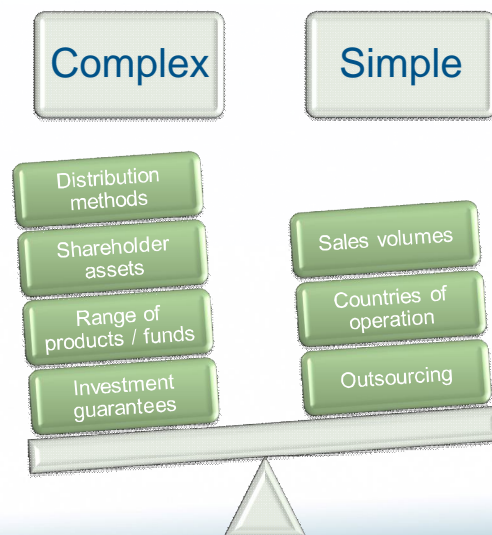 Complex
Simple
Distribution
methods
Shareholder
assets
Range of
products / funds
Investment
guarantees
Sales volumes
Countries of
operation
Outsourcing